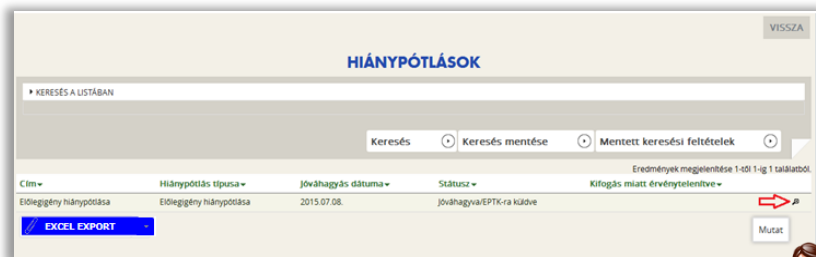 VISSZA
HIÁNYPÓTLÁSOK
KERESÉS A LISTÁBAN
Keresés Keresés mentése Mentett keresési feltételek
Eredmények megjelenítése 1-től 1-ig 1 találatból.
Cím Hiánypótlás típusa Jóváhagyás dátuma Státusz Kifogás miatt érvénytelenítve
Előlegigény hiánypótlása Előlegigény hiánypótlása 2015.07.08. Jóváhagyva/EPTK-ra küldve
EXCEL EXPORT
Mutat